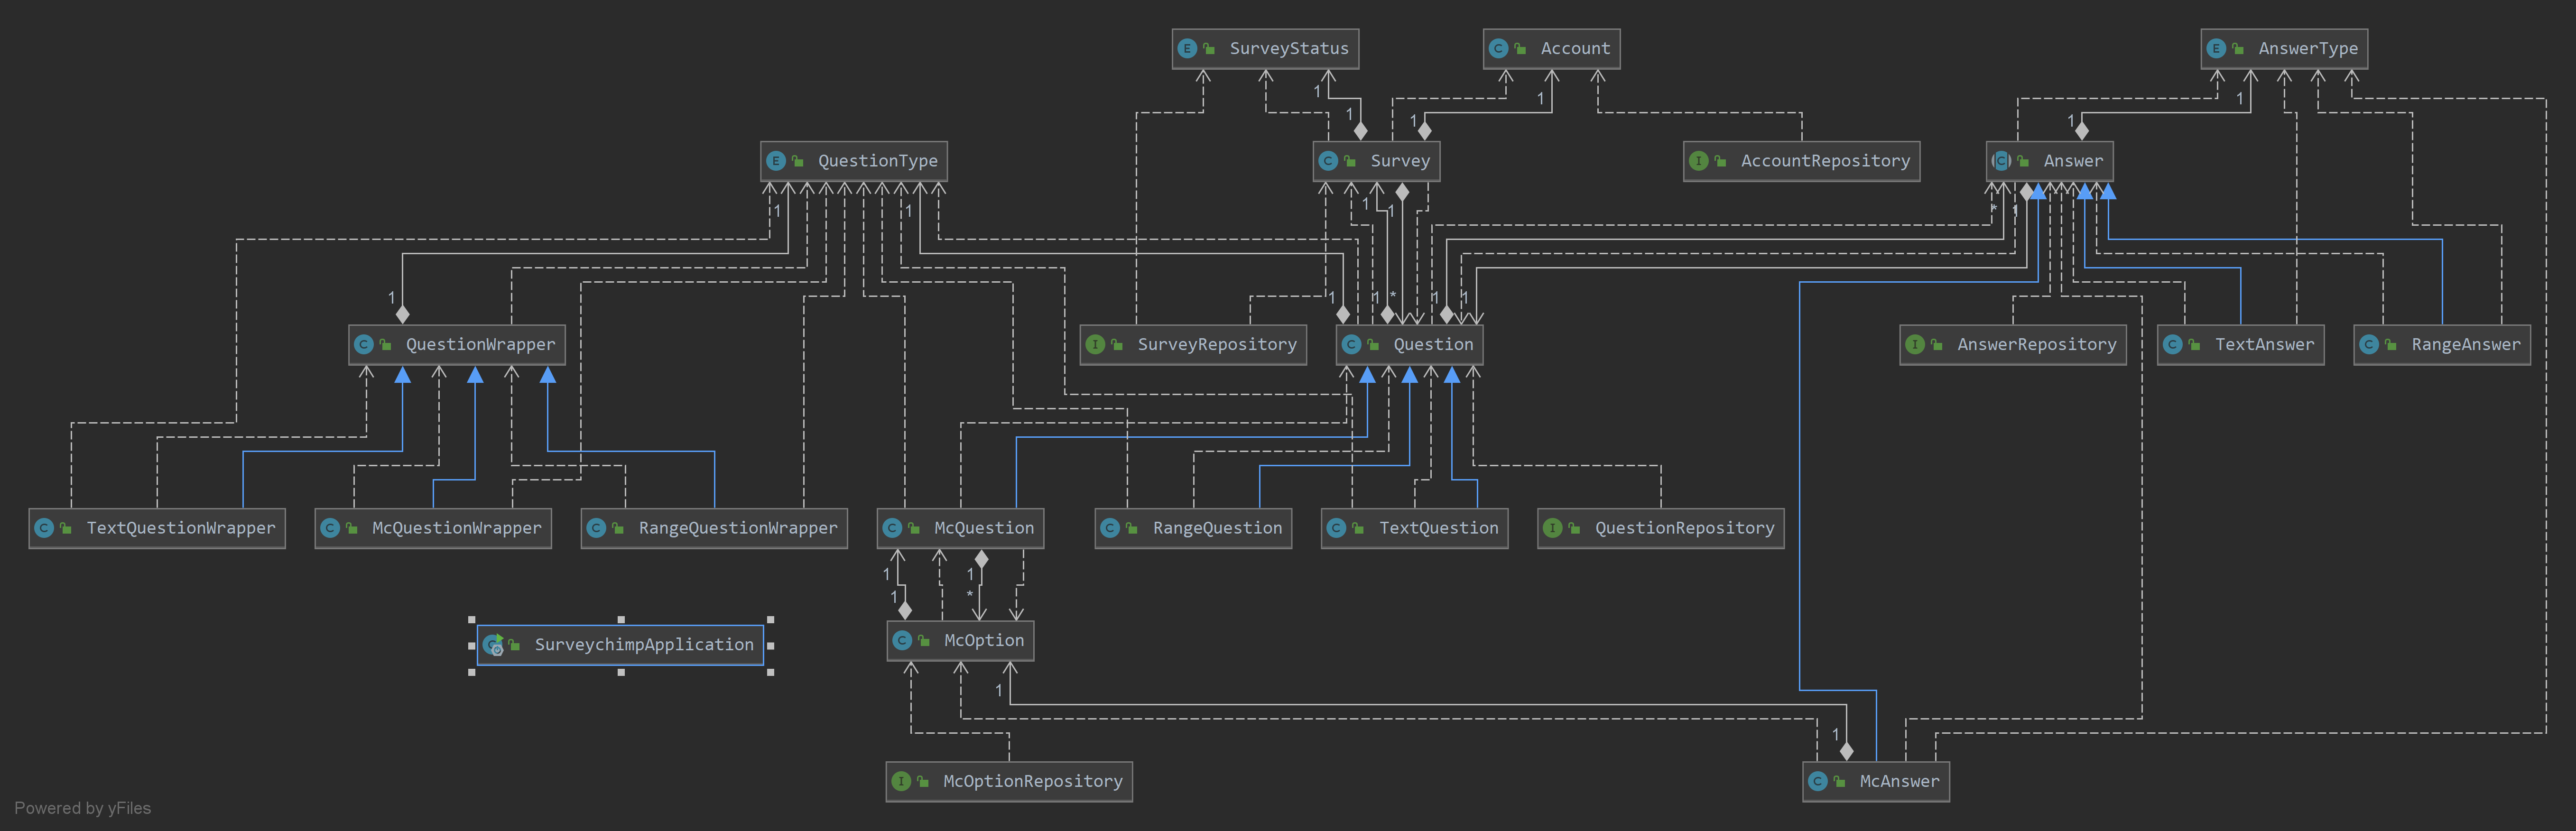 SurveyStatus
Account
AnswerType
1
1
1
1
1
1
QuestionType
Survey
AccountRepository
Answer
1
1
1
1
*
1
1
1
1
*
1
1
QuestionWrapper
SurveyRepository
Question
AnswerRepository
TextAnswer
RangeAnswer
TextQuestionWrapper
McQuestionWrapper
RangeQuestionWrapper
McQuestion
RangeQuestion
TextQuestion
QuestionRepository
1
1
1
*
SurveychimpApplication
McOption
1
1
McOptionRepository
McAnswer
Powered by yFiles